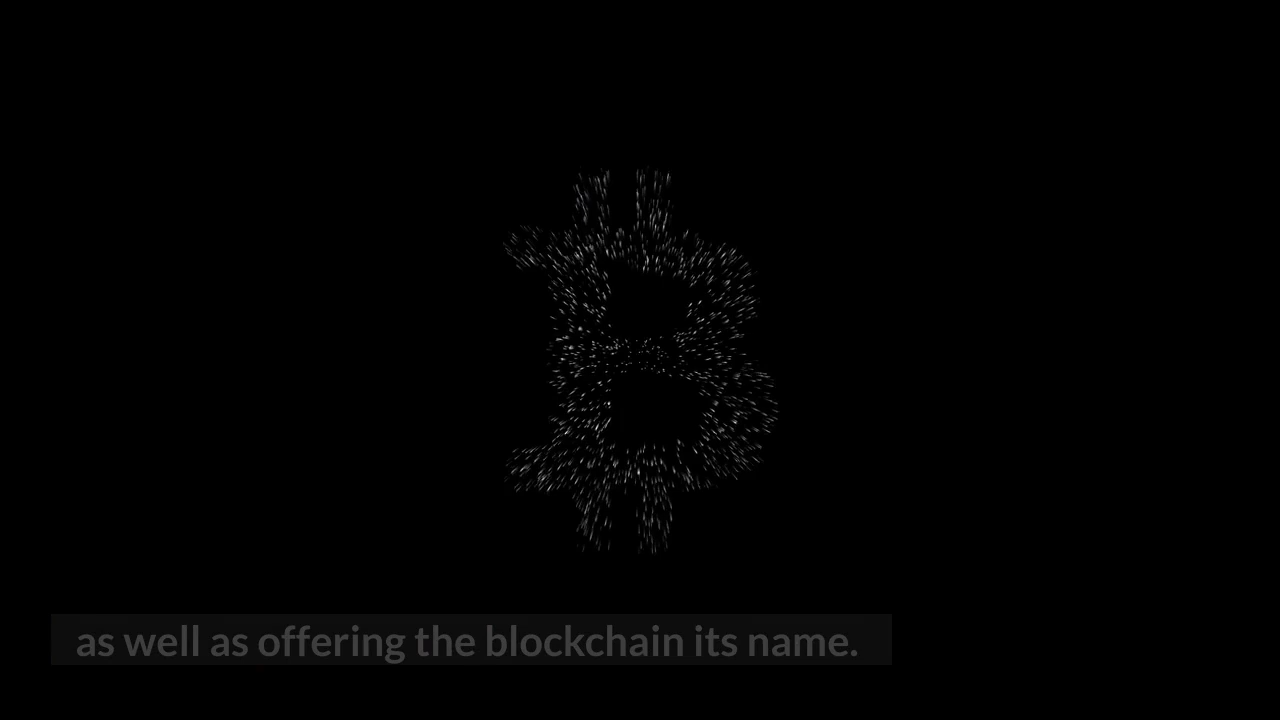 as well as offering the blockchain its name.